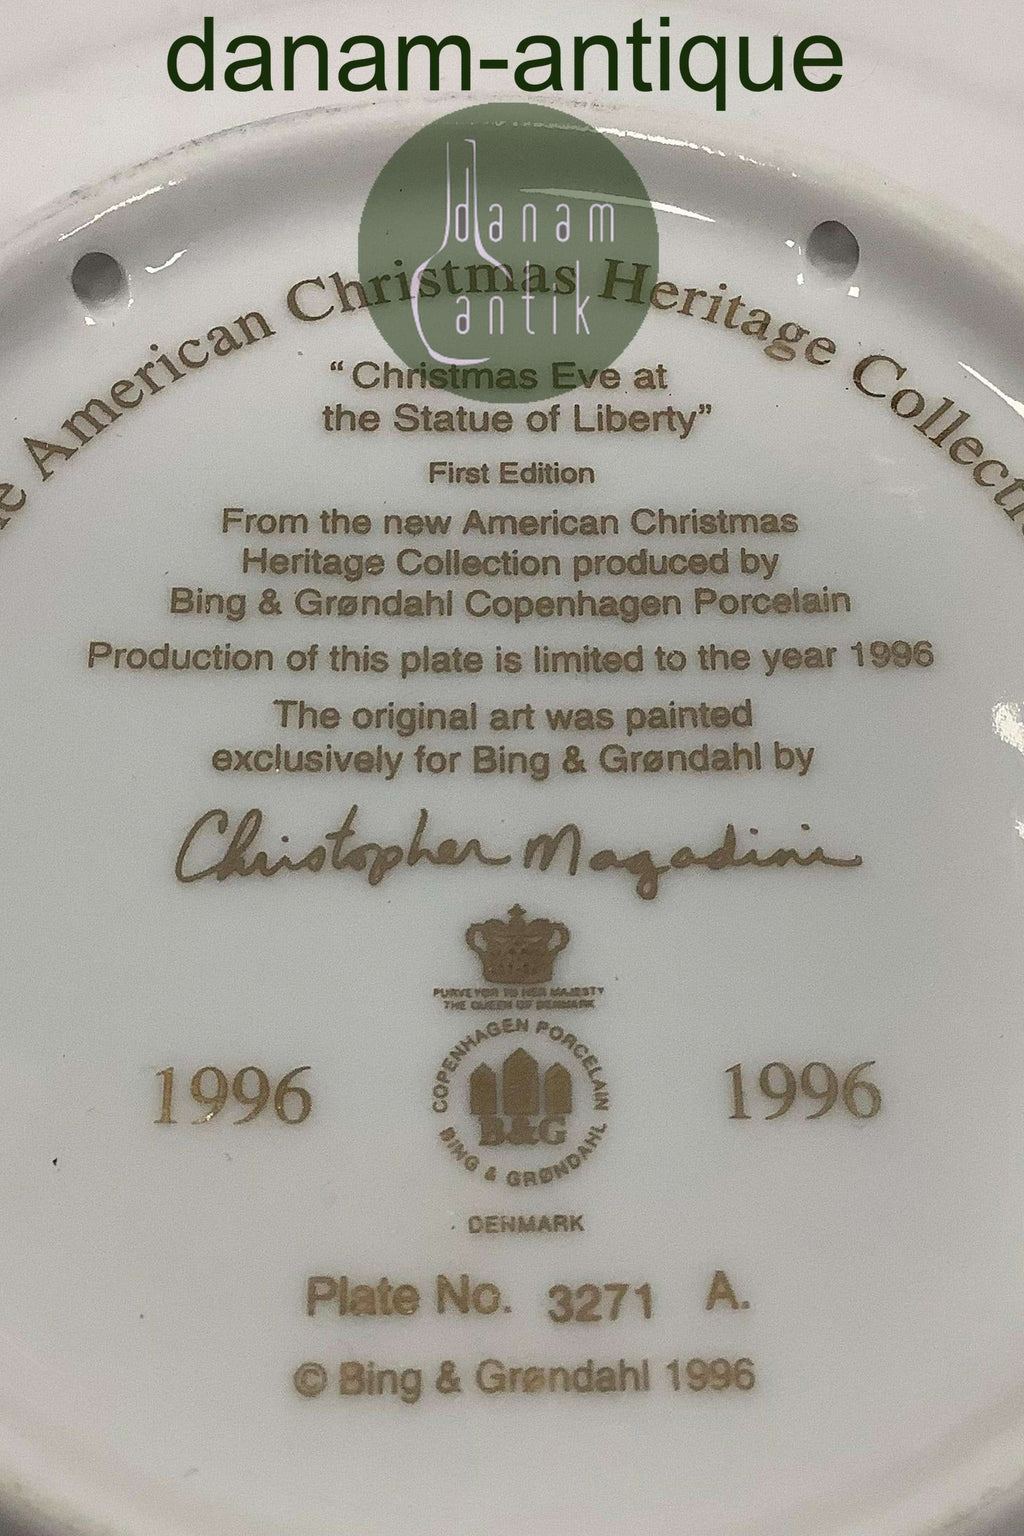 danam-antique
danam
antik
The American Christmas Heritage Collection
“Christmas Eve at
the Statue of Liberty”
First Edition
From the new American Christmas
Heritage Collection produced by
Bing & Grøndahl Copenhagen Porcelain
Production of this plate is limited to the year 1996
The original art was painted
exclusively for Bing & Grøndahl by
Christopher Magadini
PURVEYOR TO HER MAJESTY
THE QUEEN OF DENMARK
COPENHAGEN PORCELAIN
B&G
BING & GRØNDAHL
1996
1996
DENMARK
Plate No. 3271 A.
© Bing & Grøndahl 1996